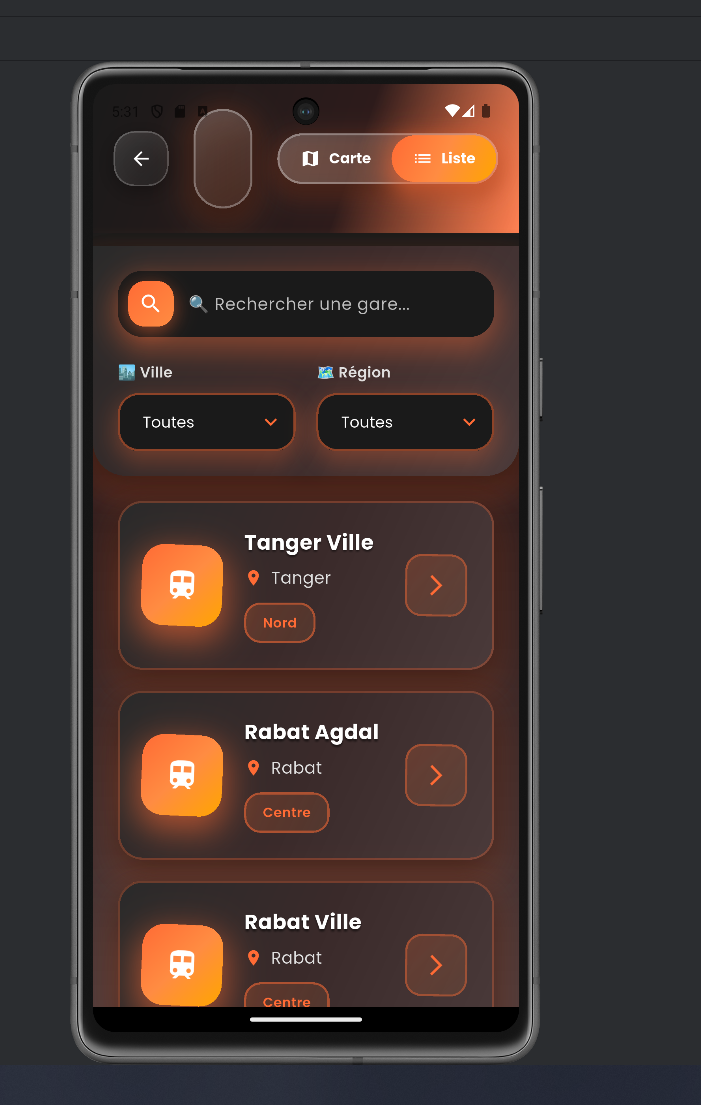 5:31
Carte
Liste
🔍 Rechercher une gare...
🏙️ Ville
🗺️ Région
Toutes
Toutes
Tanger Ville
Tanger
Nord
Rabat Agdal
Rabat
Centre
Rabat Ville
Rabat
Centre